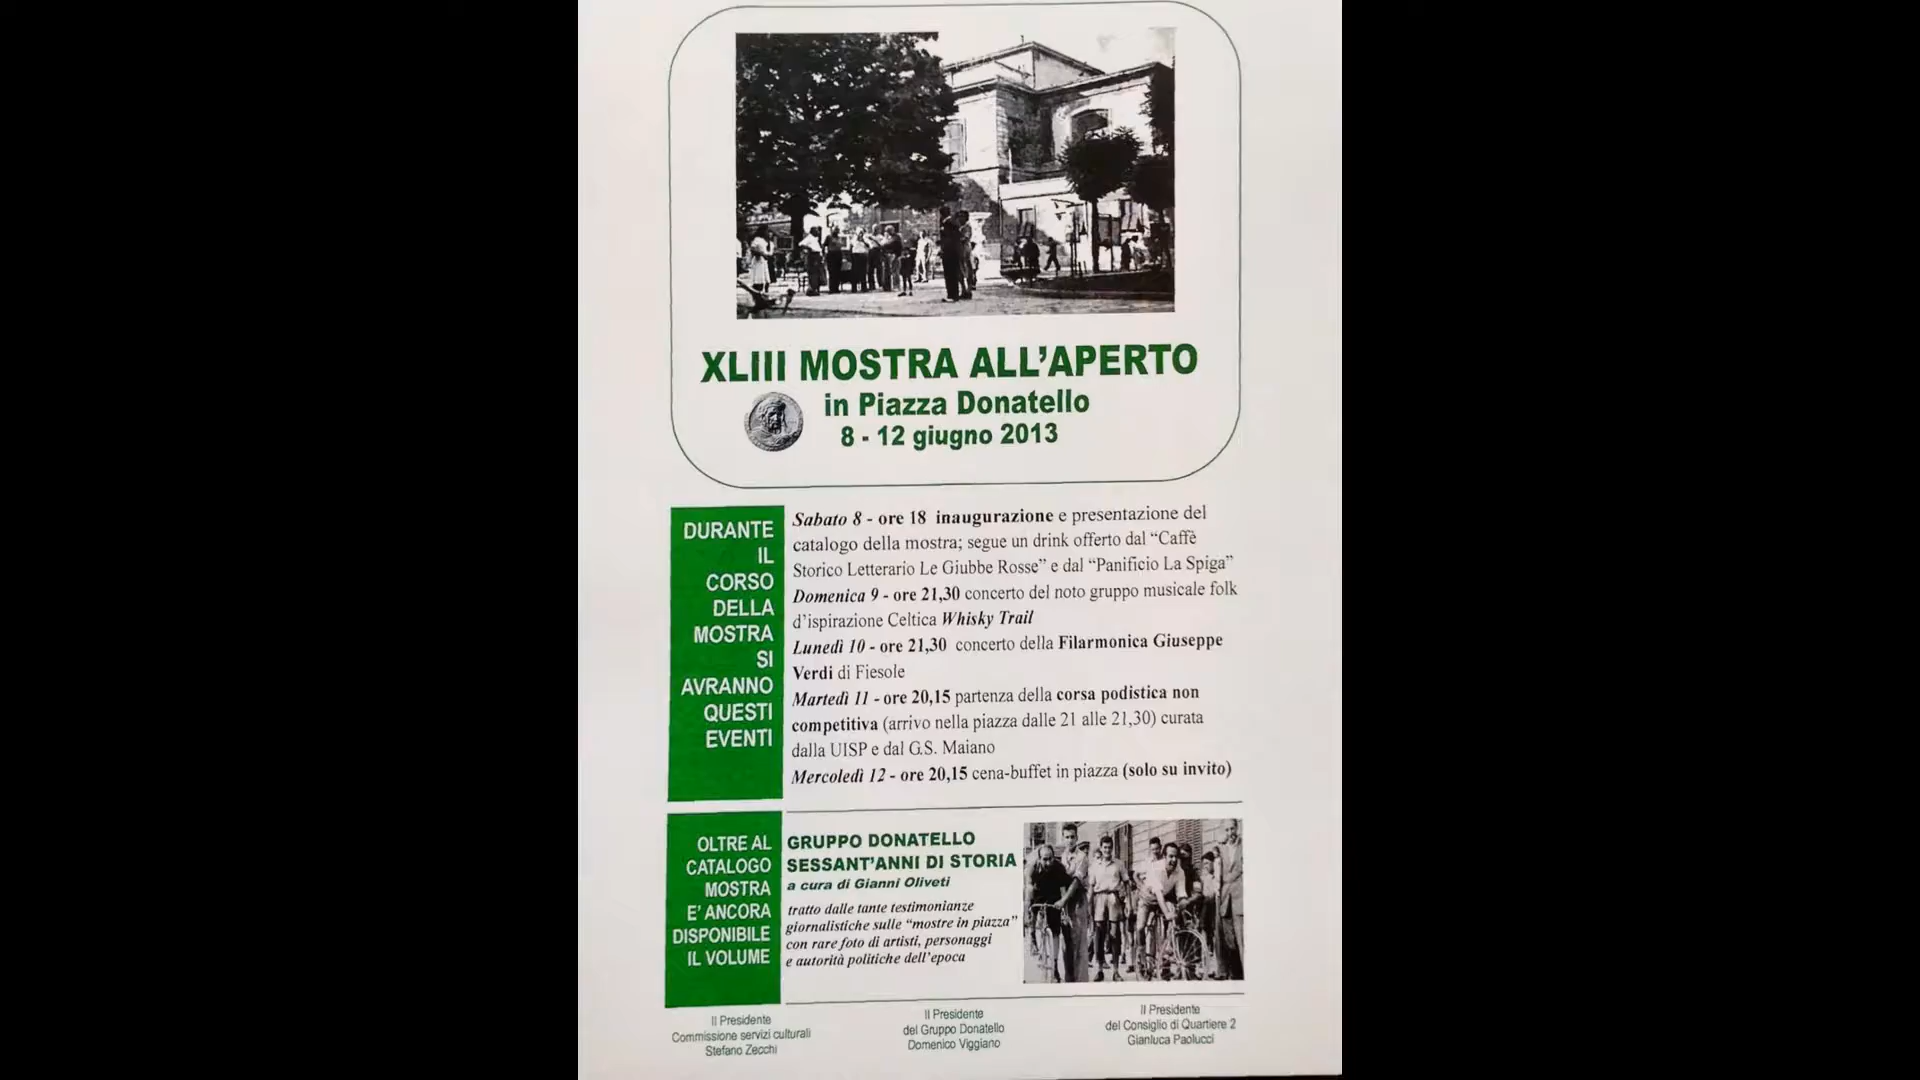 XLIII MOSTRA ALL'APERTO
in Piazza Donatello
8 - 12 giugno 2013
DURANTE
IL
CORSO
DELLA
MOSTRA
SI
AVRANNO
QUESTI
EVENTI
Sabato 8 - ore 18 inaugurazione e presentazione del
catalogo della mostra; segue un drink offerto dal “Caffè
Storico Letterario Le Giubbe Rosse” e dal “Panificio La Spiga”
Domenica 9 - ore 21,30 concerto del noto gruppo musicale folk
d’ispirazione Celtica Whisky Trail
Lunedì 10 - ore 21,30 concerto della Filarmonica Giuseppe
Verdi di Fiesole
Martedì 11 - ore 20,15 partenza della corsa podistica non
competitiva (arrivo nella piazza dalle 21 alle 21,30) curata
dalla UISP e dal G.S. Maiano
Mercoledì 12 - ore 20,15 cena-buffet in piazza (solo su invito)
OLTRE AL
CATALOGO
MOSTRA
E' ANCORA
DISPONIBILE
IL VOLUME
GRUPPO DONATELLO
SESSANT'ANNI DI STORIA
a cura di Gianni Oliveti
tratto dalle tante testimonianze
giornalistiche sulle “mostre in piazza”
con rare foto di artisti, personaggi
e autorità politiche dell’epoca
Il Presidente
Commissione servizi culturali
Stefano Zecchi
Il Presidente
del Gruppo Donatello
Domenico Viggiano
Il Presidente
del Consiglio di Quartiere 2
Gianluca Paolucci